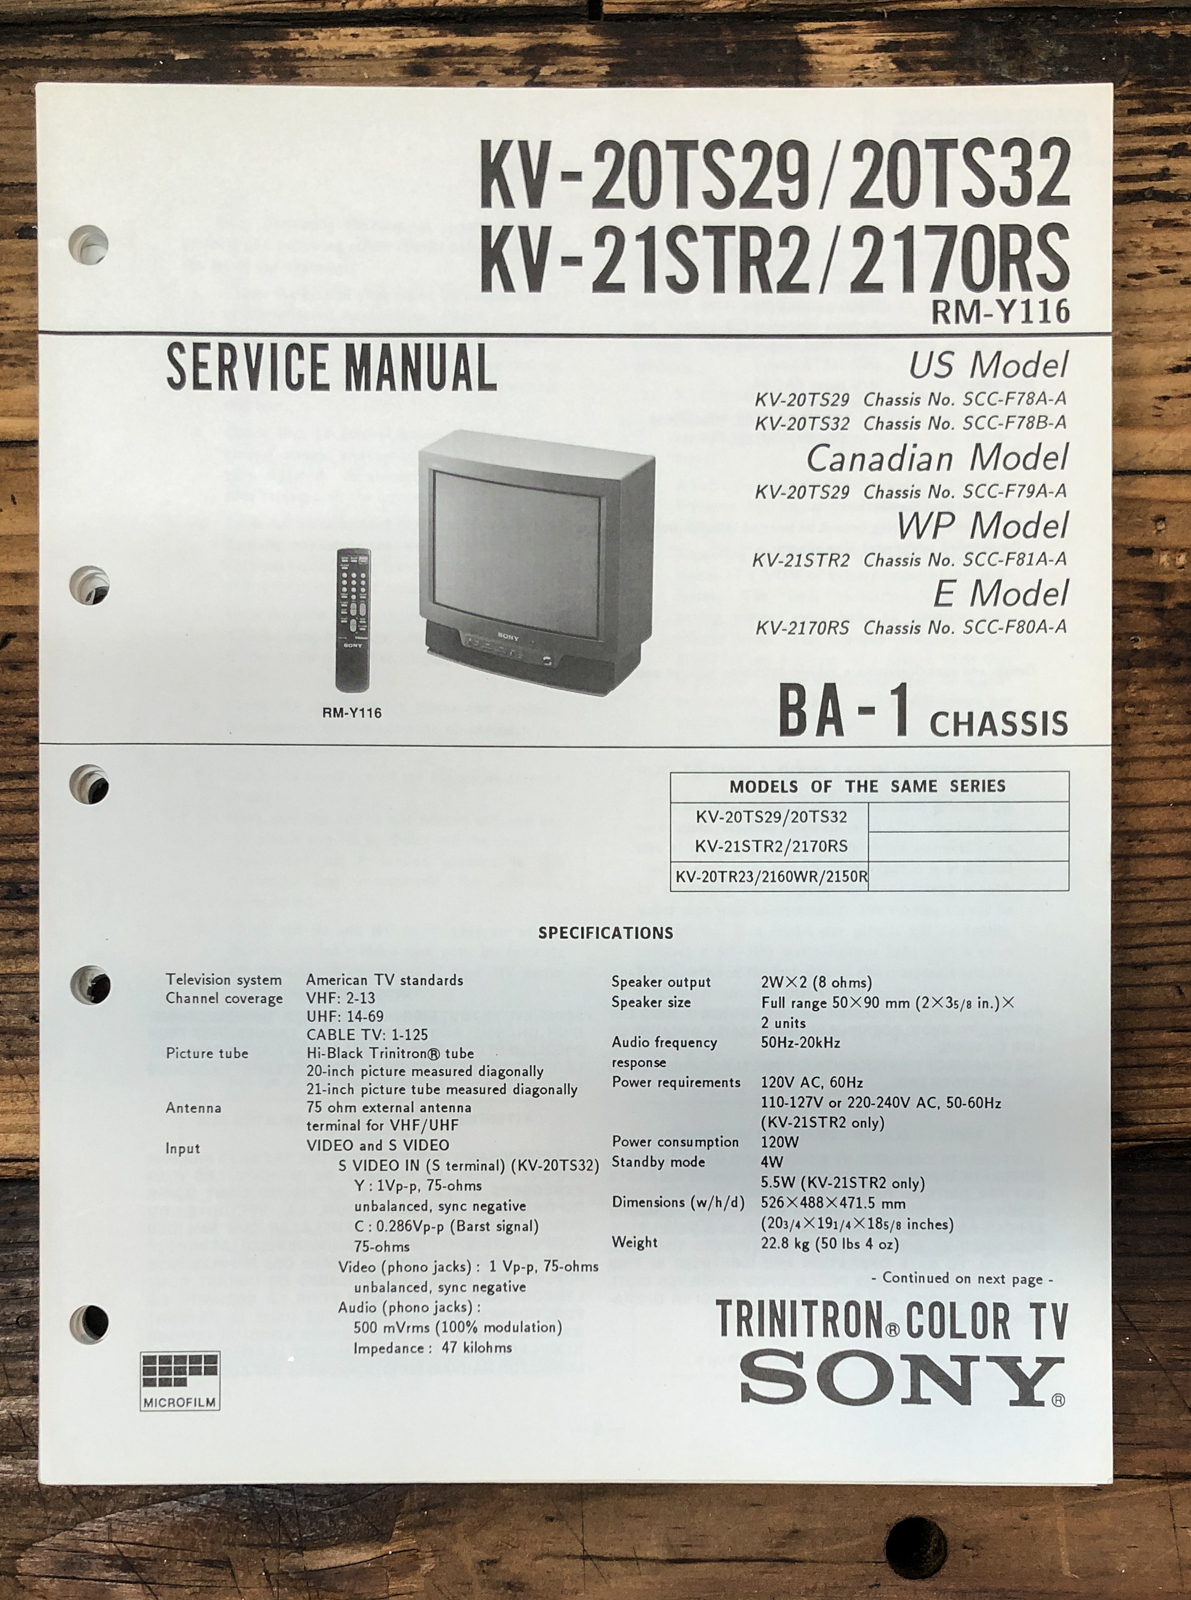 KV-20TS29/20TS32
KV-21STR2/2170RS
RM-Y116
SERVICE MANUAL
US Model
KV-20TS29 Chassis No. SCC-F78A-A
KV-20TS32 Chassis No. SCC-F78B-A
Canadian Model
KV-20TS29 Chassis No. SCC-F79A-A
WP Model
KV-21STR2 Chassis No. SCC-F81A-A
E Model
KV-2170RS Chassis No. SCC-F80A-A
SONY
SONY
RM-Y116
BA-1 CHASSIS
MODELS OF THE SAME SERIES
KV-20TS29/20TS32
KV-21STR2/2170RS
KV-20TR23/2160WR/2150R
SPECIFICATIONS
Television system American TV standards
Channel coverage VHF: 2-13
UHF: 14-69
CABLE TV: 1-125
Picture tube Hi-Black Trinitron® tube
20-inch picture measured diagonally
21-inch picture tube measured diagonally
Antenna 75 ohm external antenna
terminal for VHF/UHF
Input VIDEO and S VIDEO
S VIDEO IN (S terminal) (KV-20TS32)
Y : 1Vp-p, 75-ohms
unbalanced, sync negative
C : 0.286Vp-p (Barst signal)
75-ohms
Video (phono jacks) : 1 Vp-p, 75-ohms
unbalanced, sync negative
Audio (phono jacks) :
500 mVrms (100% modulation)
Impedance : 47 kilohms
Speaker output 2W×2 (8 ohms)
Speaker size Full range 50×90 mm (2×3 5/8 in.)×
2 units
Audio frequency 50Hz-20kHz
response
Power requirements 120V AC, 60Hz
110-127V or 220-240V AC, 50-60Hz
(KV-21STR2 only)
Power consumption 120W
Standby mode 4W
5.5W (KV-21STR2 only)
Dimensions (w/h/d) 526×488×471.5 mm
(20 3/4×19 1/4×18 5/8 inches)
Weight 22.8 kg (50 lbs 4 oz)
- Continued on next page -
TRINITRON® COLOR TV
SONY®
MICROFILM